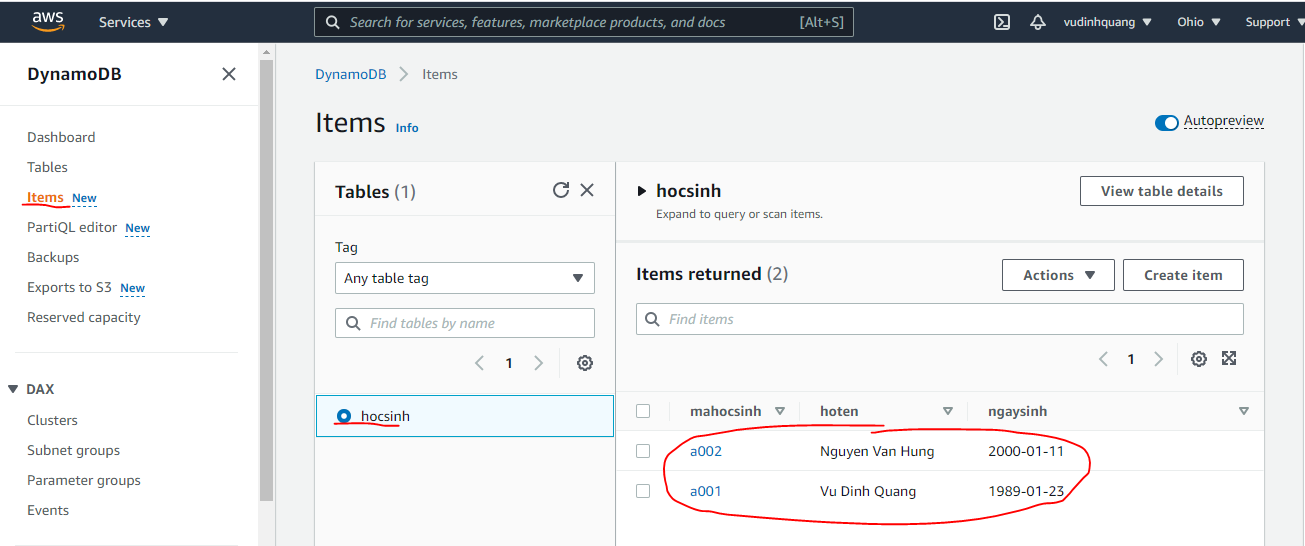 aws Services Search for services, features, marketplace products, and docs [Alt+S] vudinhquang Ohio Support
DynamoDB
Dashboard
Tables
Items New
PartiQL editor New
Backups
Exports to S3 New
Reserved capacity
DAX
Clusters
Subnet groups
Parameter groups
Events
DynamoDB Items
Items Info
Autopreview
Tables (1)
Tag
Any table tag
Find tables by name
1
hocsinh
hocsinh
View table details
Expand to query or scan items.
Items returned (2)
Actions
Create item
Find items
1
mahocsinh hoten ngaysinh
a002 Nguyen Van Hung 2000-01-11
a001 Vu Dinh Quang 1989-01-23